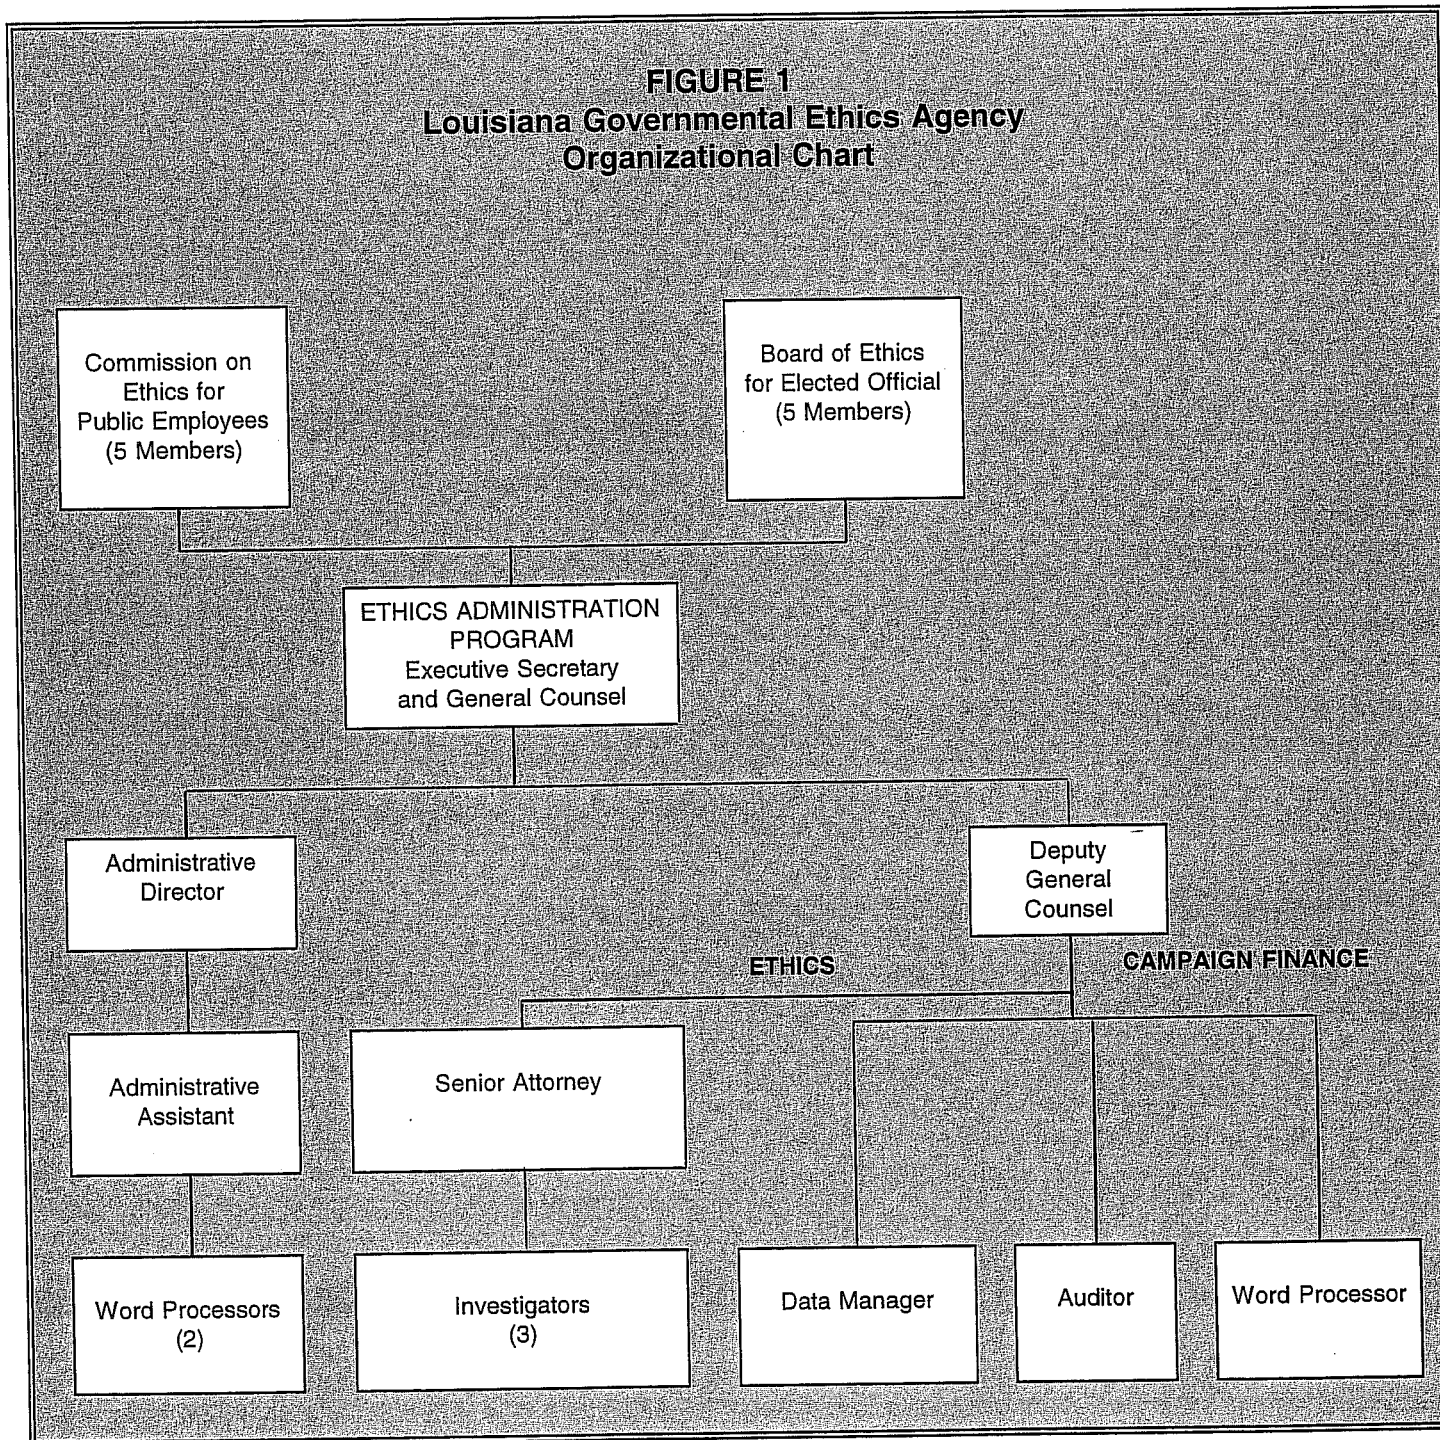 FIGURE 1
Louisiana Governmental Ethics Agency
Organizational Chart
Commission on
Ethics for
Public Employees
(5 Members)
Board of Ethics
for Elected Official
(5 Members)
ETHICS ADMINISTRATION
PROGRAM
Executive Secretary
and General Counsel
Administrative
Director
Deputy
General
Counsel
ETHICS
CAMPAIGN FINANCE
Administrative
Assistant
Senior Attorney
Word Processors
(2)
Investigators
(3)
Data Manager
Auditor
Word Processor